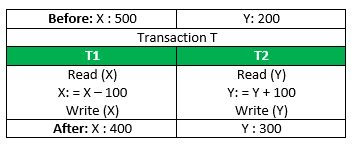 Before: X : 500 Y: 200
Transaction T
T1 T2
Read (X) Read (Y)
X: = X – 100 Y: = Y + 100
Write (X) Write (Y)
After: X : 400 Y : 300